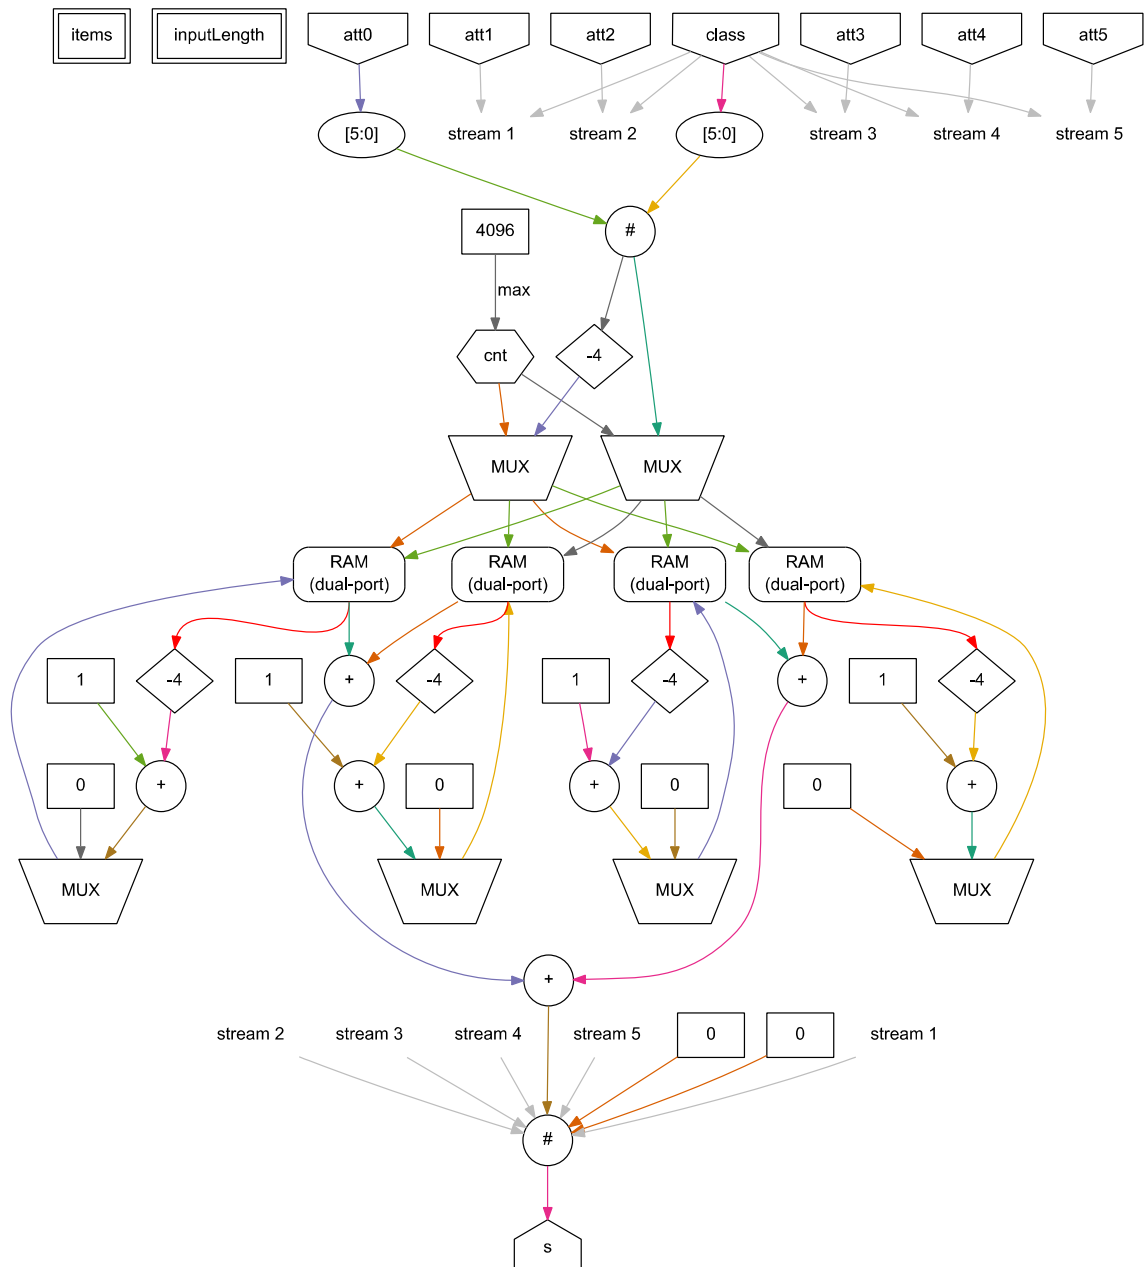 items
inputLength
att0
att1
att2
class
att3
att4
att5
[5:0]
stream 1
stream 2
[5:0]
stream 3
stream 4
stream 5
4096
#
max
cnt
-4
MUX
MUX
RAM
(dual-port)
RAM
(dual-port)
RAM
(dual-port)
RAM
(dual-port)
1
-4
1
+
-4
1
-4
+
1
-4
0
+
+
0
+
0
0
+
MUX
MUX
MUX
MUX
+
stream 2
stream 3
stream 4
stream 5
0
0
stream 1
#
s